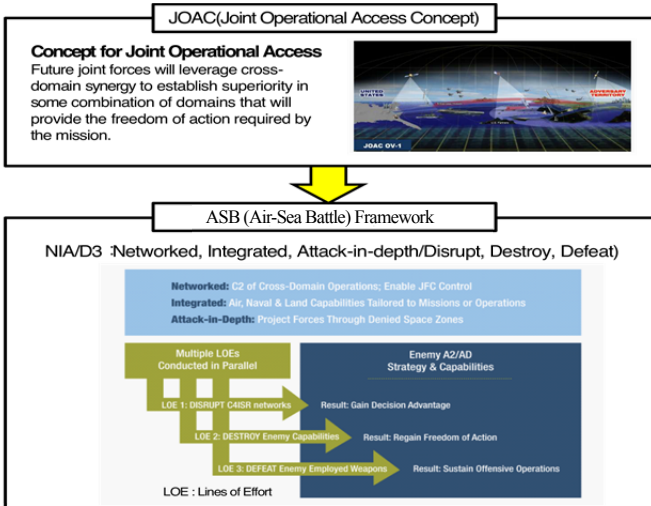 JOAC(Joint Operational Access Concept)
Concept for Joint Operational Access
Future joint forces will leverage cross-
domain synergy to establish superiority in
some combination of domains that will
provide the freedom of action required by
the mission.
UNITED
STATES
ADVERSARY
TERRITORY
JOAC OV-1
ASB (Air-Sea Battle) Framework
NIA/D3 :Networked, Integrated, Attack-in-depth/Disrupt, Destroy, Defeat)
Networked: C2 of Cross-Domain Operations; Enable JFC Control
Integrated: Air, Naval & Land Capabilities Tailored to Missions or Operations
Attack-in-Depth: Project Forces Through Denied Space Zones
Multiple LOEs
Conducted in Parallel
Enemy A2/AD
Strategy & Capabilities
LOE 1: DISRUPT C4ISR networks
Result: Gain Decision Advantage
LOE 2: DESTROY Enemy Capabilities
Result: Regain Freedom of Action
LOE 3: DEFEAT Enemy Employed Weapons
Result: Sustain Offensive Operations
LOE : Lines of Effort